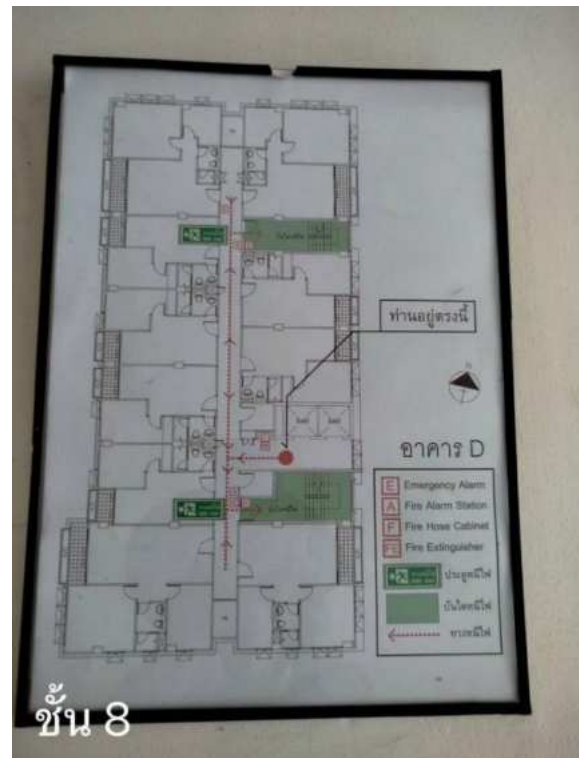 ท่านอยู่ตรงนี้
อาคาร D
E Emergency Alarm
A Fire Alarm Station
F Fire Hose Cabinet
FE Fire Extinguisher
ประตูหนีไฟ
บันไดหนีไฟ
ทางหนีไฟ
ชั้น 8